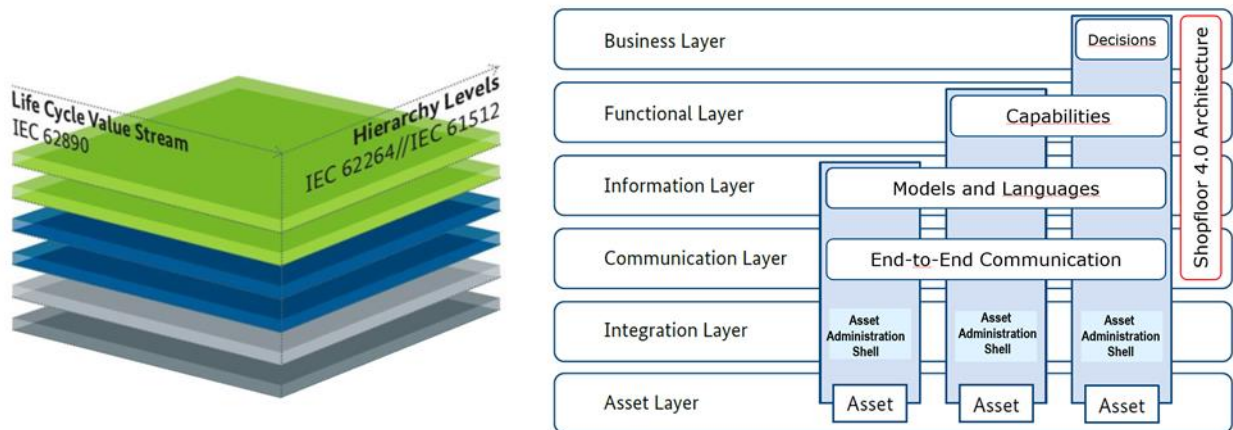 Life Cycle Value Stream
IEC 62890
Hierarchy Levels
IEC 62264//IEC 61512
Business Layer
Decisions
Functional Layer
Capabilities
Information Layer
Models and Languages
Communication Layer
End-to-End Communication
Integration Layer
Asset
Administration
Shell
Asset
Administration
Shell
Asset
Administration
Shell
Asset Layer
Asset
Asset
Asset
Shopfloor 4.0 Architecture